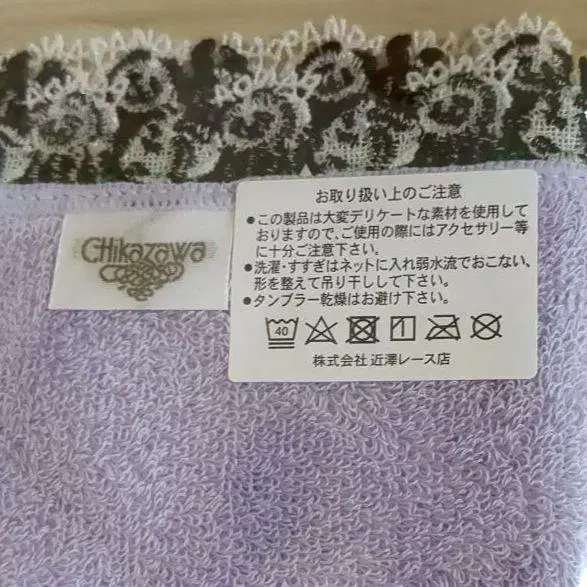 PANDA
PANDA
Chikazawa
お取り扱い上のご注意
●この製品は大変デリケートな素材を使用して
おりますので、ご使用の際にはアクセサリー等
に十分ご注意下さい。
●洗濯・すすぎはネットに入れ弱水流でおこない、
形を整えて吊り干しして下さい。
●タンブラー乾燥はお避け下さい。
40
株式会社 近澤レース店